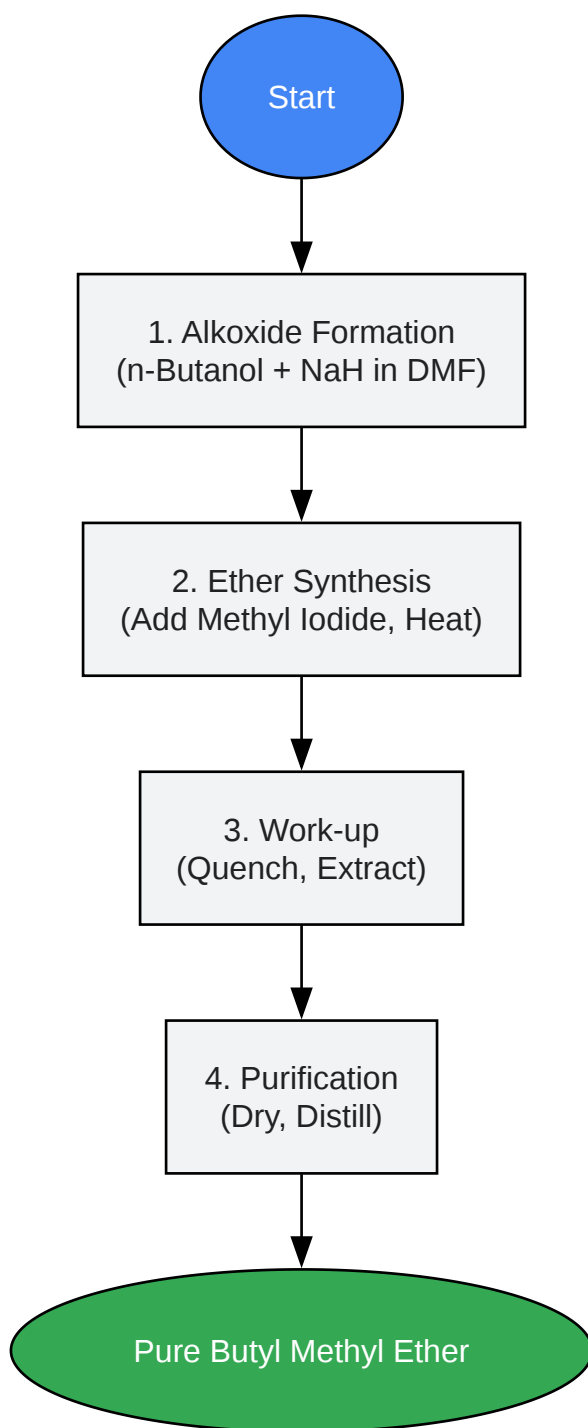 Start
1. Alkoxide Formation
(n-Butanol + NaH in DMF)
2. Ether Synthesis
(Add Methyl Iodide, Heat)
3. Work-up
(Quench, Extract)
4. Purification
(Dry, Distill)
Pure Butyl Methyl Ether